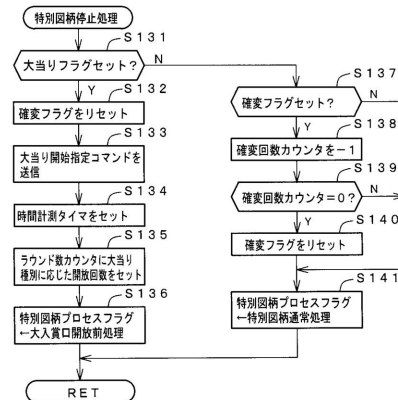 特別図柄停止処理
S131
大当りフラグセット?
N
Y
S132
確変フラグをリセット
S133
大当り開始指定コマンドを
送信
S134
時間計測タイマをセット
S135
ラウンド数カウンタに大当り
種別に応じた開放回数をセット
S136
特別図柄プロセスフラグ
←大入賞口開放前処理
RET
S137
確変フラグセット?
N
Y
S138
確変回数カウンタを-1
S139
確変回数カウンタ=0?
N
Y
S140
確変フラグをリセット
S141
特別図柄プロセスフラグ
←特別図柄通常処理